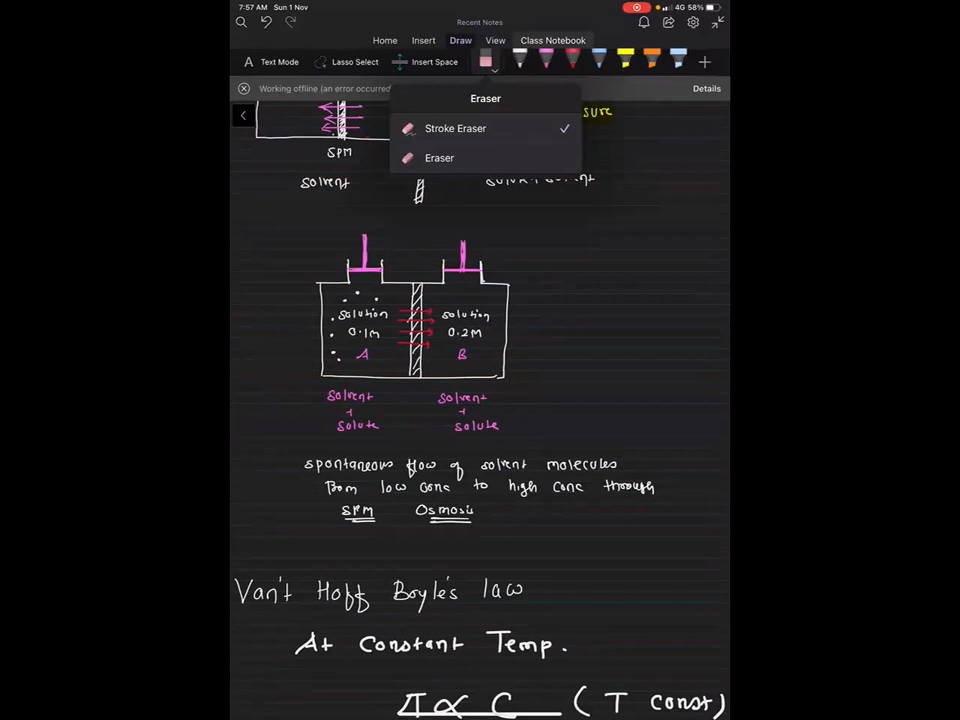 7:57 AM Sun 1 Nov
4G 58%
Recent Notes
Home Insert Draw View Class Notebook
Text Mode Lasso Select Insert Space
Working offline (an error occurred
Details
Eraser
Stroke Eraser
Eraser
sure
SPM
solvent
solution solution
0.1M 0.2M
A B
solvent solvent
+ +
solute solute
spontaneous flow of solvent molecules
from low conc to high conc through
SPM Osmosis
Van't Hoff Boyle's law
At Constant Temp.
π ∝ C (T const)